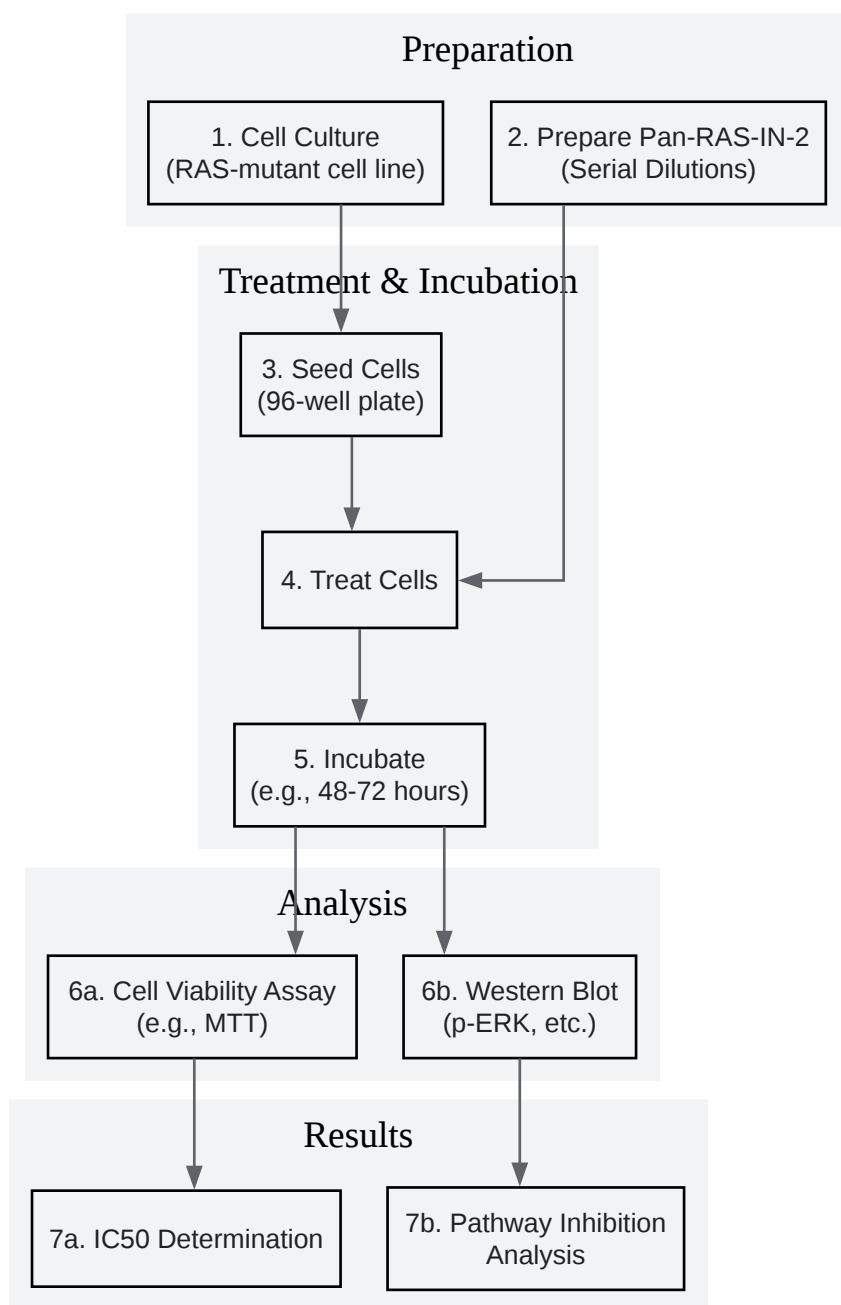 Preparation
1. Cell Culture
(RAS-mutant cell line)
2. Prepare Pan-RAS-IN-2
(Serial Dilutions)
Treatment & Incubation
3. Seed Cells
(96-well plate)
4. Treat Cells
5. Incubate
(e.g., 48-72 hours)
Analysis
6a. Cell Viability Assay
(e.g., MTT)
6b. Western Blot
(p-ERK, etc.)
Results
7a. IC50 Determination
7b. Pathway Inhibition
Analysis